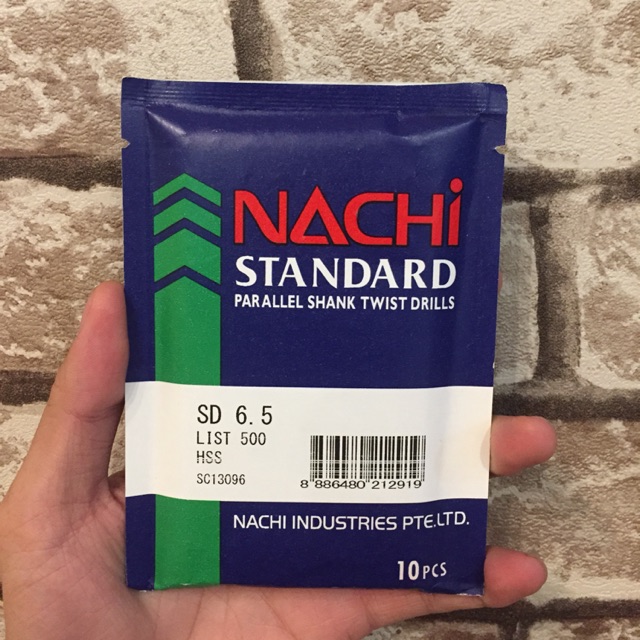 NACHi
STANDARD
PARALLEL SHANK TWIST DRILLS
SD 6.5
LIST 500
HSS
SC13096
8 886480 212919
NACHI INDUSTRIES PTE.LTD.
10PCS